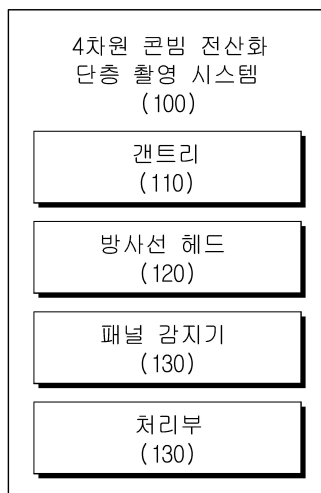 4차원 콘빔 전산화
단층 촬영 시스템
(100)
갠트리
(110)
방사선 헤드
(120)
패널 감지기
(130)
처리부
(130)